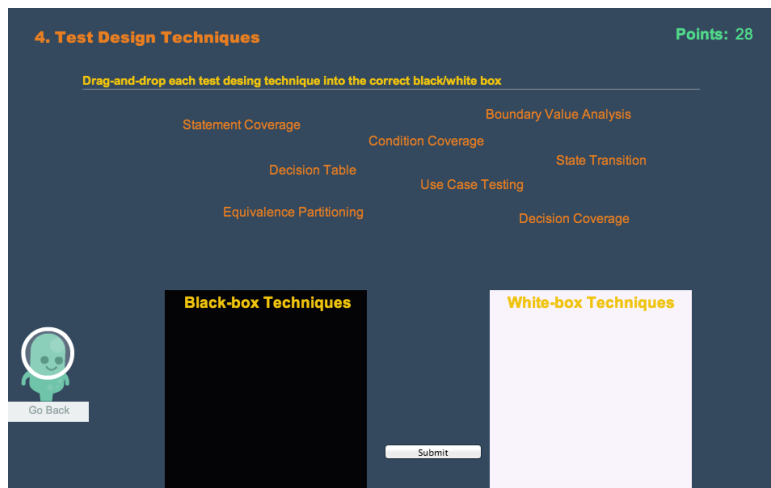 4. Test Design Techniques
Points: 28
Drag-and-drop each test desing technique into the correct black/white box
Boundary Value Analysis
Statement Coverage
Condition Coverage
State Transition
Decision Table
Use Case Testing
Equivalence Partitioning
Decision Coverage
Black-box Techniques
White-box Techniques
Go Back
Submit